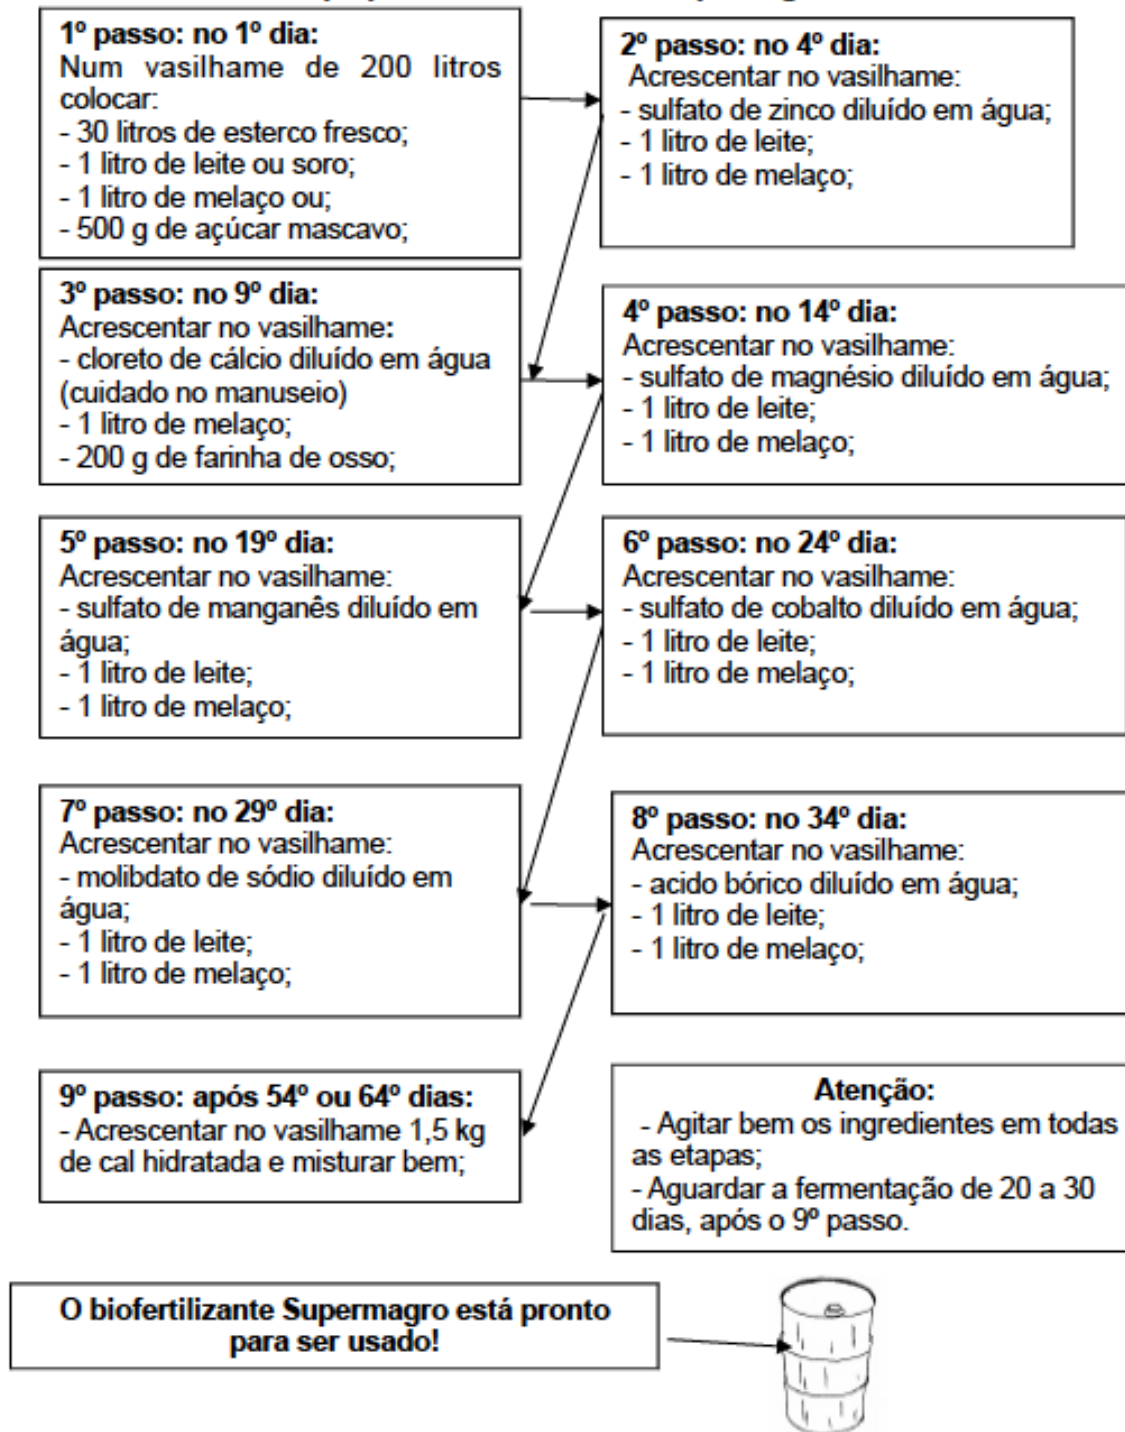 1º passo: no 1º dia:
Num vasilhame de 200 litros
colocar:
- 30 litros de esterco fresco;
- 1 litro de leite ou soro;
- 1 litro de melaço ou;
- 500 g de açúcar mascavo;
2º passo: no 4º dia:
Acrescentar no vasilhame:
- sulfato de zinco diluído em água;
- 1 litro de leite;
- 1 litro de melaço;
3º passo: no 9º dia:
Acrescentar no vasilhame:
- cloreto de cálcio diluído em água
(cuidado no manuseio)
- 1 litro de melaço;
- 200 g de farinha de osso;
4º passo: no 14º dia:
Acrescentar no vasilhame:
- sulfato de magnésio diluído em água;
- 1 litro de leite;
- 1 litro de melaço;
5º passo: no 19º dia:
Acrescentar no vasilhame:
- sulfato de manganês diluído em
água;
- 1 litro de leite;
- 1 litro de melaço;
6º passo: no 24º dia:
Acrescentar no vasilhame:
- sulfato de cobalto diluído em água;
- 1 litro de leite;
- 1 litro de melaço;
7º passo: no 29º dia:
Acrescentar no vasilhame:
- molibdato de sódio diluído em
água;
- 1 litro de leite;
- 1 litro de melaço;
8º passo: no 34º dia:
Acrescentar no vasilhame:
- acido bórico diluído em água;
- 1 litro de leite;
- 1 litro de melaço;
9º passo: após 54º ou 64º dias:
- Acrescentar no vasilhame 1,5 kg
de cal hidratada e misturar bem;
Atenção:
- Agitar bem os ingredientes em todas
as etapas;
- Aguardar a fermentação de 20 a 30
dias, após o 9º passo.
O biofertilizante Supermagro está pronto
para ser usado!